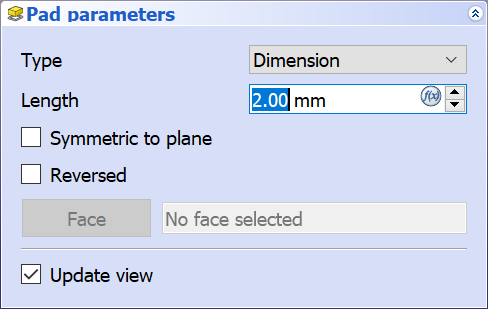 Pad parameters
Type Dimension
Length 2.00 mm f(x)
Symmetric to plane
Reversed
Face No face selected
Update view